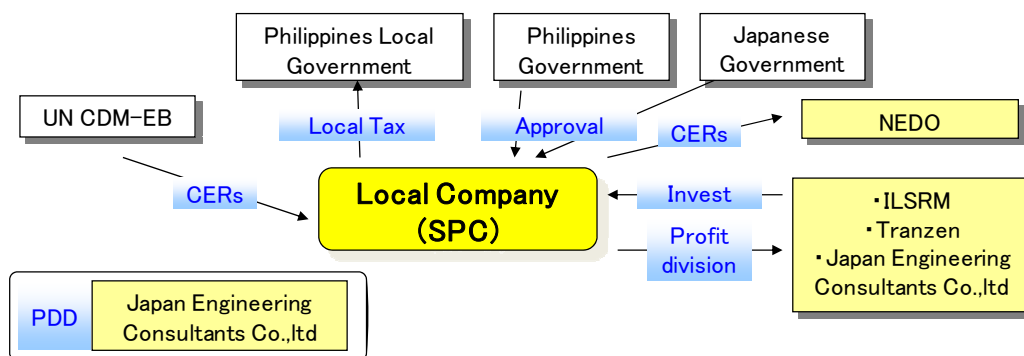 Philippines Local
Government
Philippines
Government
Japanese
Government
UN CDM-EB
Local Tax
Approval
CERs
NEDO
CERs
Local Company
(SPC)
Invest
Profit
division
・ILSRM
・Tranzen
・Japan Engineering
Consultants Co.,ltd
PDD
Japan Engineering
Consultants Co.,ltd